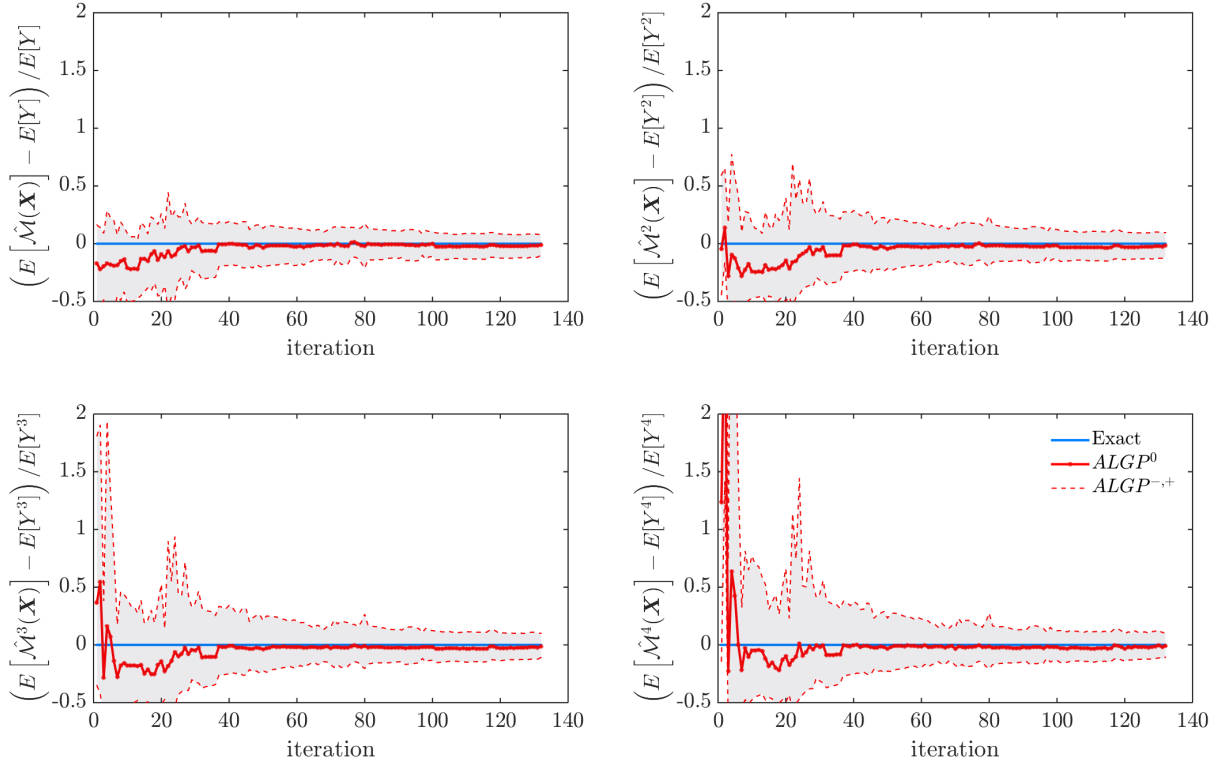 (E [M̂(X)] − E[Y]) /E[Y]
2
1.5
1
0.5
0
-0.5
0 20 40 60 80 100 120 140
iteration
(E [M̂²(X)] − E[Y²]) /E[Y²]
2
1.5
1
0.5
0
-0.5
0 20 40 60 80 100 120 140
iteration
(E [M̂³(X)] − E[Y³]) /E[Y³]
2
1.5
1
0.5
0
-0.5
0 20 40 60 80 100 120 140
iteration
(E [M̂⁴(X)] − E[Y⁴]) /E[Y⁴]
2
1.5
1
0.5
0
-0.5
0 20 40 60 80 100 120 140
iteration
Exact
ALGP⁰
ALGP⁻,⁺